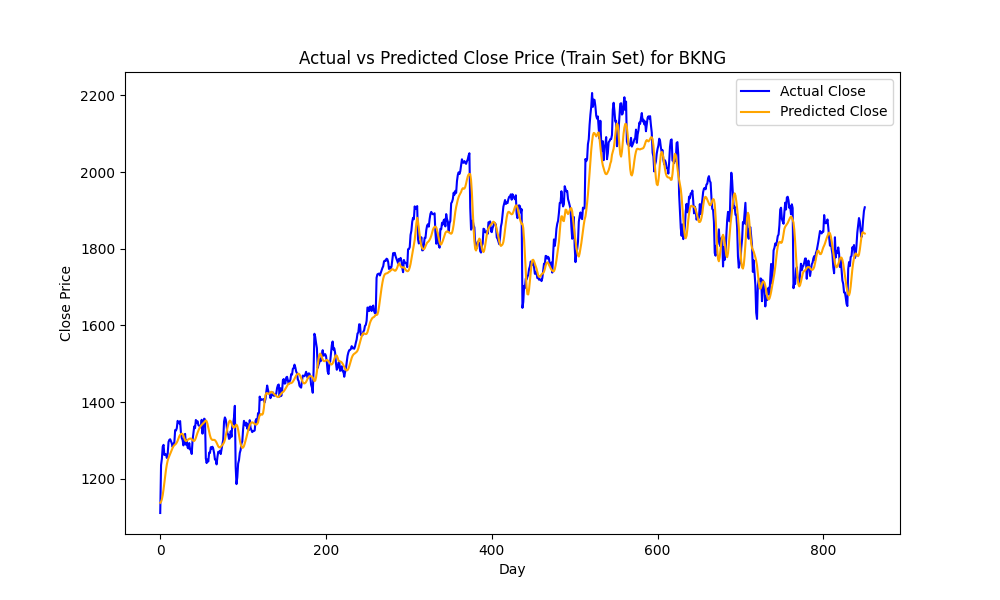 Actual vs Predicted Close Price (Train Set) for BKNG
Actual Close
Predicted Close
Close Price
2200
2000
1800
1600
1400
1200
0 200 400 600 800
Day